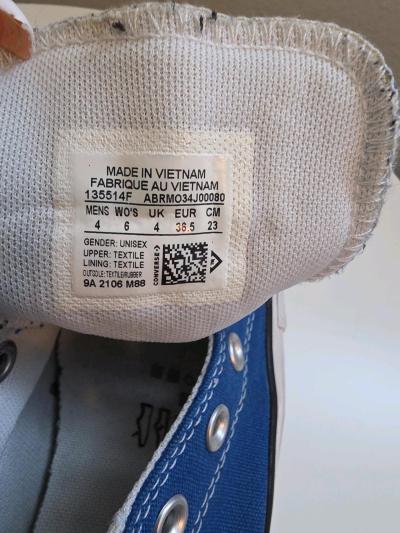 MADE IN VIETNAM
FABRIQUE AU VIETNAM
135514F ABRMO34J00080
MENS WO'S UK EUR CM
4 6 4 36.5 23
GENDER: UNISEX
UPPER: TEXTILE
LINING: TEXTILE
OUTSOLE: TEXTILE/RUBBER
9A 2106 M88
CONVERSE